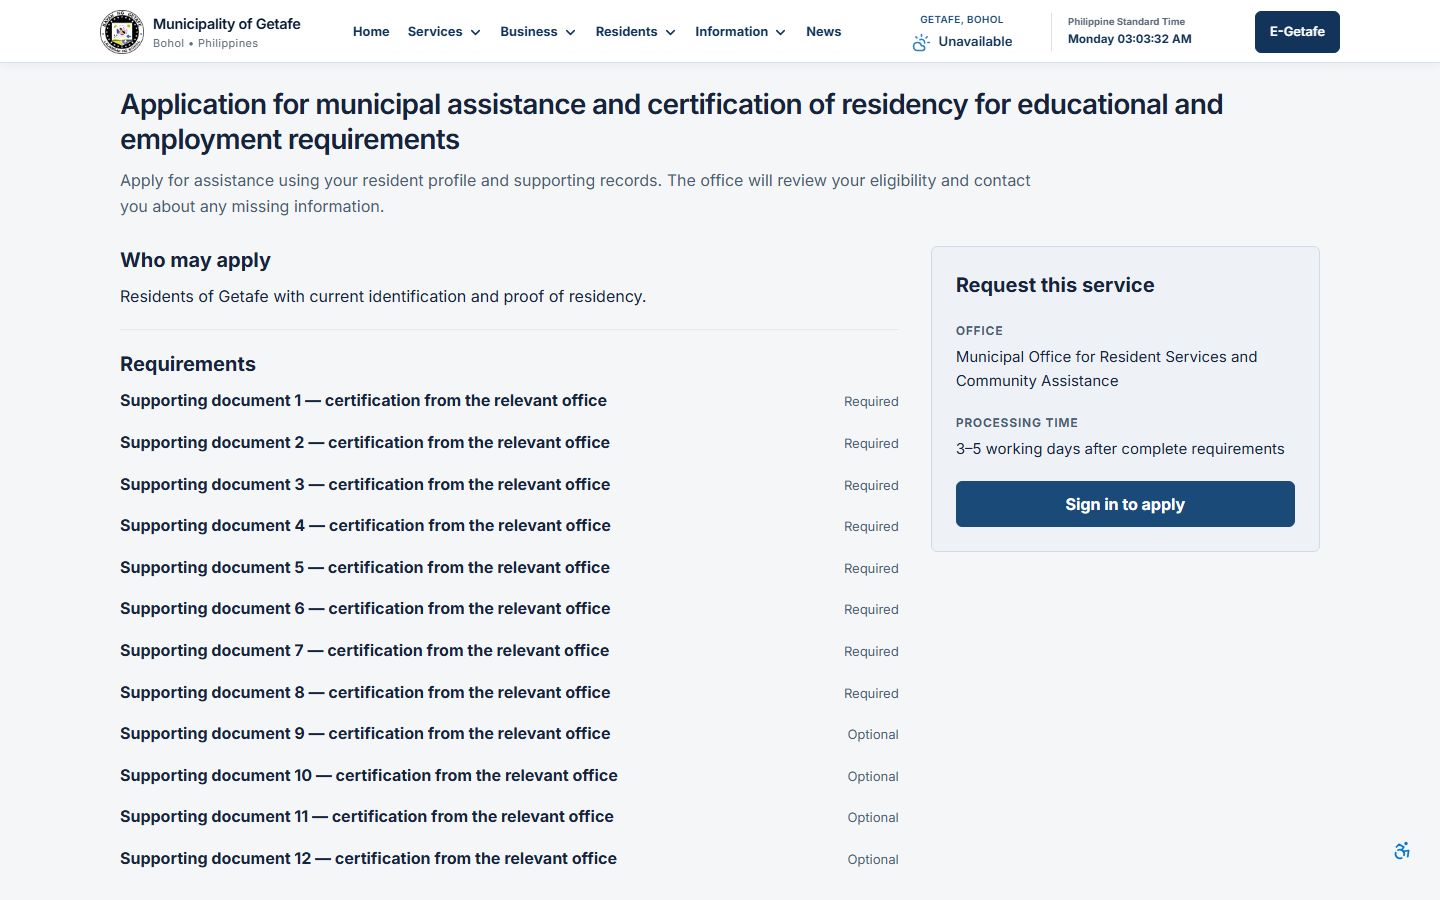 Municipality of Getafe
Bohol • Philippines
Home
Services
Business
Residents
Information
News
GETAFE, BOHOL
Unavailable
Philippine Standard Time
Monday 03:03:32 AM
E-Getafe
Application for municipal assistance and certification of residency for educational and
employment requirements
Apply for assistance using your resident profile and supporting records. The office will review your eligibility and contact
you about any missing information.
Who may apply
Residents of Getafe with current identification and proof of residency.
Requirements
Supporting document 1 — certification from the relevant office Required
Supporting document 2 — certification from the relevant office Required
Supporting document 3 — certification from the relevant office Required
Supporting document 4 — certification from the relevant office Required
Supporting document 5 — certification from the relevant office Required
Supporting document 6 — certification from the relevant office Required
Supporting document 7 — certification from the relevant office Required
Supporting document 8 — certification from the relevant office Required
Supporting document 9 — certification from the relevant office Optional
Supporting document 10 — certification from the relevant office Optional
Supporting document 11 — certification from the relevant office Optional
Supporting document 12 — certification from the relevant office Optional
Request this service
OFFICE
Municipal Office for Resident Services and
Community Assistance
PROCESSING TIME
3–5 working days after complete requirements
Sign in to apply